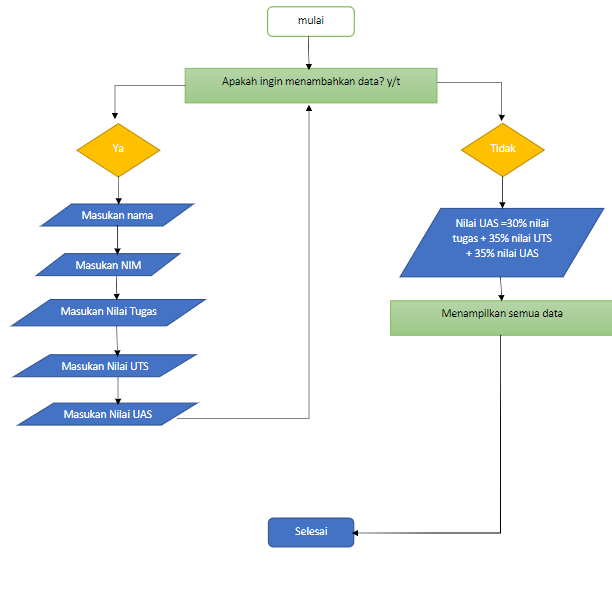 mulai
Apakah ingin menambahkan data? y/t
Ya
Tidak
Masukan nama
Masukan NIM
Masukan Nilai Tugas
Masukan Nilai UTS
Masukan Nilai UAS
Nilai UAS =30% nilai
tugas + 35% nilai UTS
+ 35% nilai UAS
Menampilkan semua data
Selesai